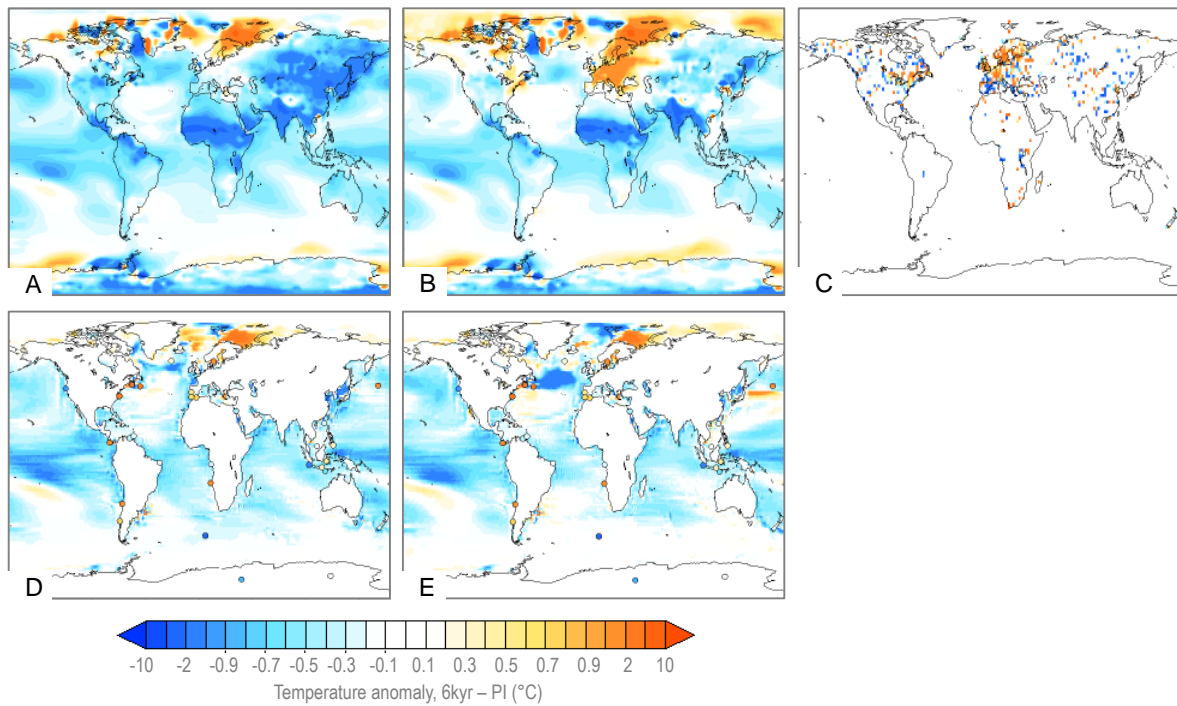 A
B
C
D
E
-10 -2 -0.9 -0.7 -0.5 -0.3 -0.1 0.1 0.3 0.5 0.7 0.9 2 10
Temperature anomaly, 6kyr – PI (°C)